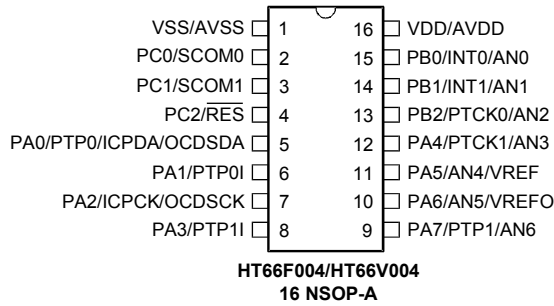 VSS/AVSS 1 16 VDD/AVDD
PC0/SCOM0 2 15 PB0/INT0/AN0
PC1/SCOM1 3 14 PB1/INT1/AN1
PC2/RES 4 13 PB2/PTCK0/AN2
PA0/PTP0/ICPDA/OCDSDA 5 12 PA4/PTCK1/AN3
PA1/PTP0I 6 11 PA5/AN4/VREF
PA2/ICPCK/OCDSCK 7 10 PA6/AN5/VREFO
PA3/PTP1I 8 9 PA7/PTP1/AN6
HT66F004/HT66V004
16 NSOP-A